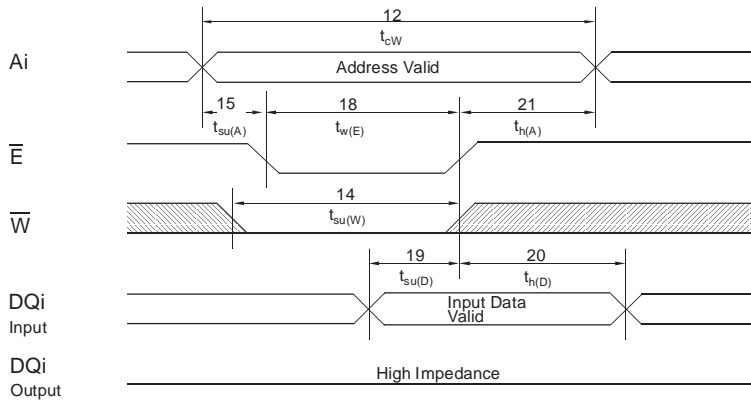 12
tcW
Ai
Address Valid
15
18
21
tsu(A)
tw(E)
th(A)
E
14
tsu(W)
W
19
20
tsu(D)
th(D)
DQi
Input
Input Data
Valid
DQi
Output
High Impedance